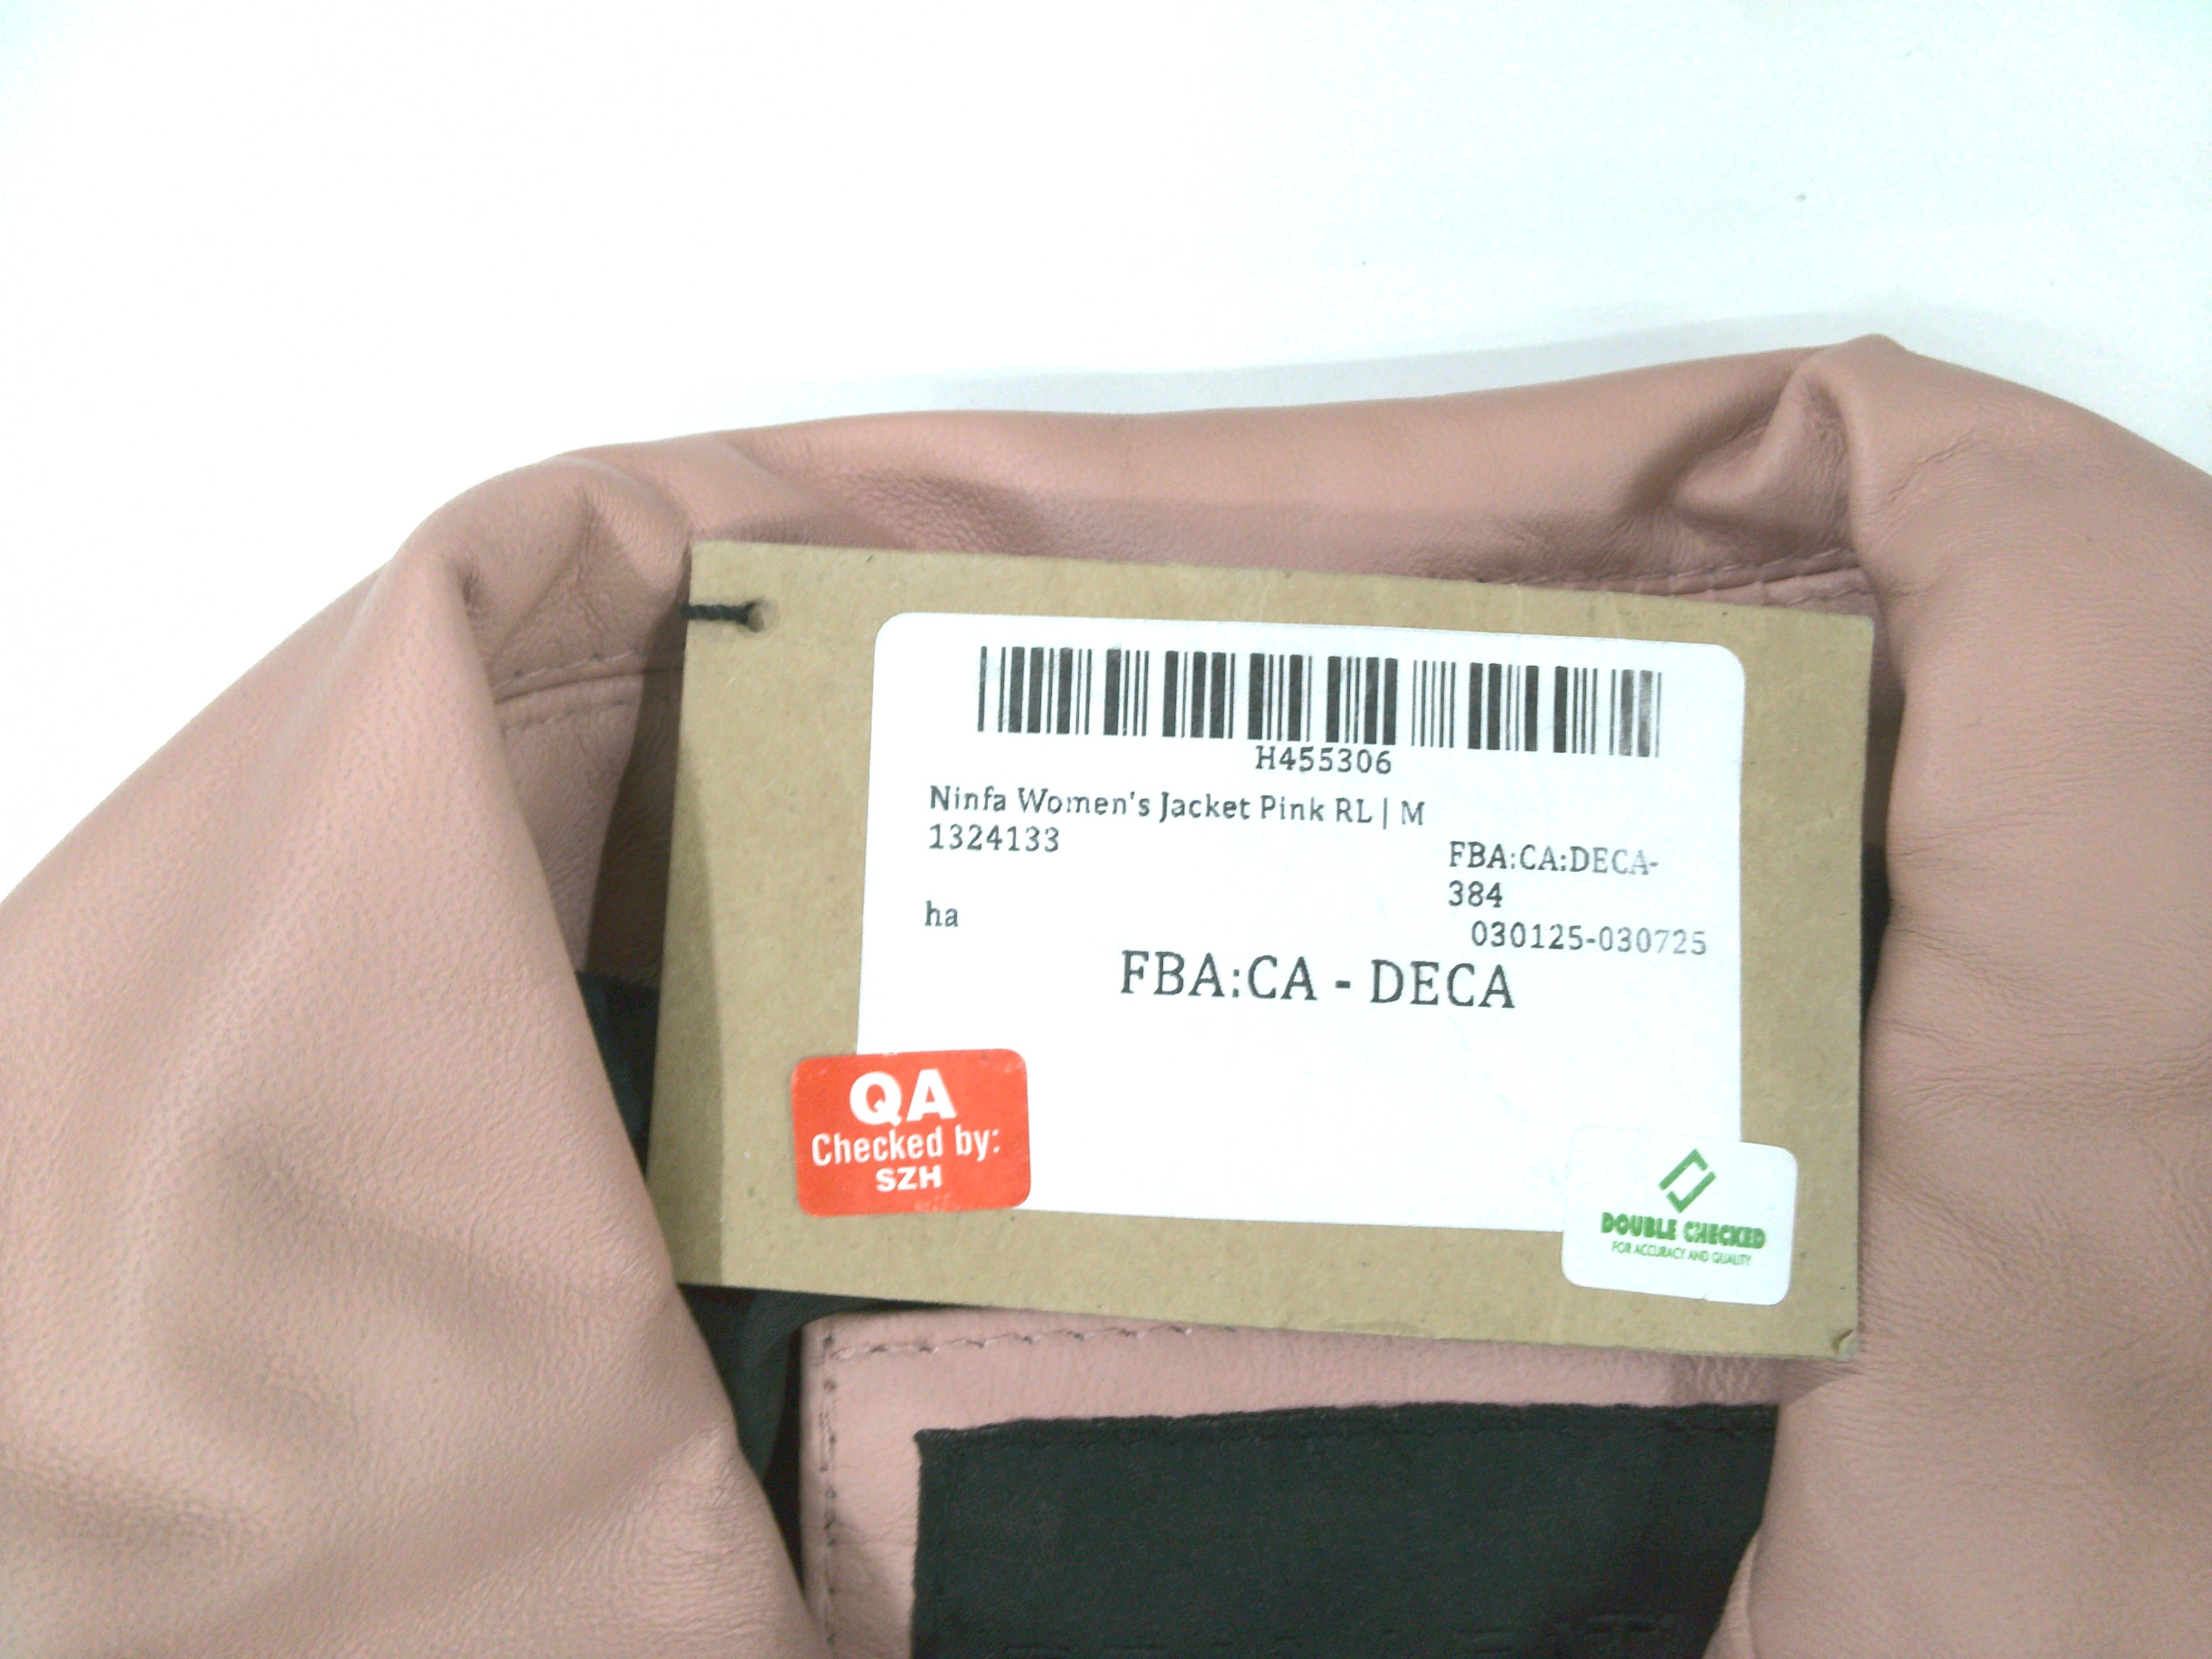 H455306
Ninfa Women's Jacket Pink RL | M
1324133
FBA:CA:DECA-
384
ha
030125-030725
FBA:CA - DECA
QA
Checked by:
SZH
DOUBLE CHECKED
FOR ACCURACY AND QUALITY